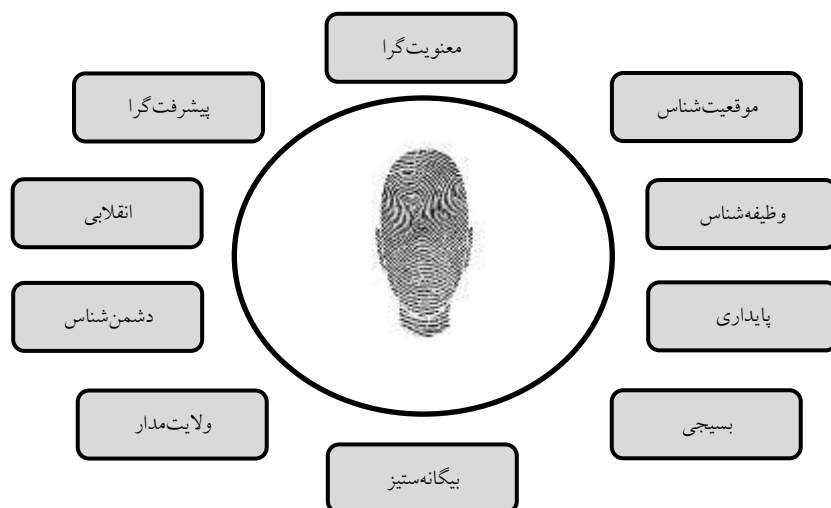 معنویت‌گرا
موقعیت‌شناس
پیشرفت‌گرا
وظیفه‌شناس
انقلابی
پایداری
دشمن‌شناس
بسیجی
ولایت‌مدار
بیگانه‌ستیز